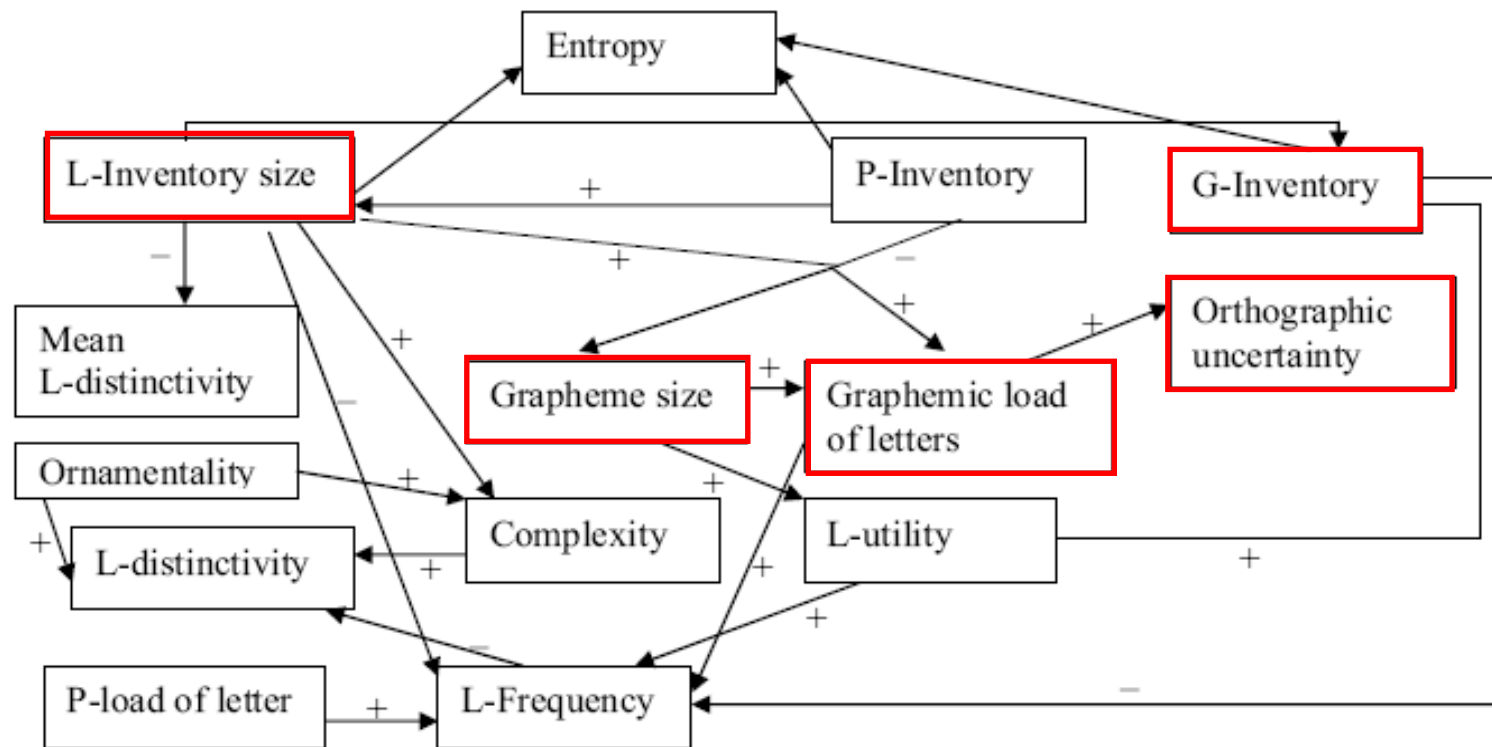 Entropy
L-Inventory size
P-Inventory
G-Inventory
+
–
+
–
+
Orthographic
uncertainty
+
Mean
L-distinctivity
+
–
Grapheme size
+
Graphemic load
of letters
Ornamentality
+
+
+
Complexity
L-utility
+
L-distinctivity
+
+
+
–
–
P-load of letter
+
L-Frequency